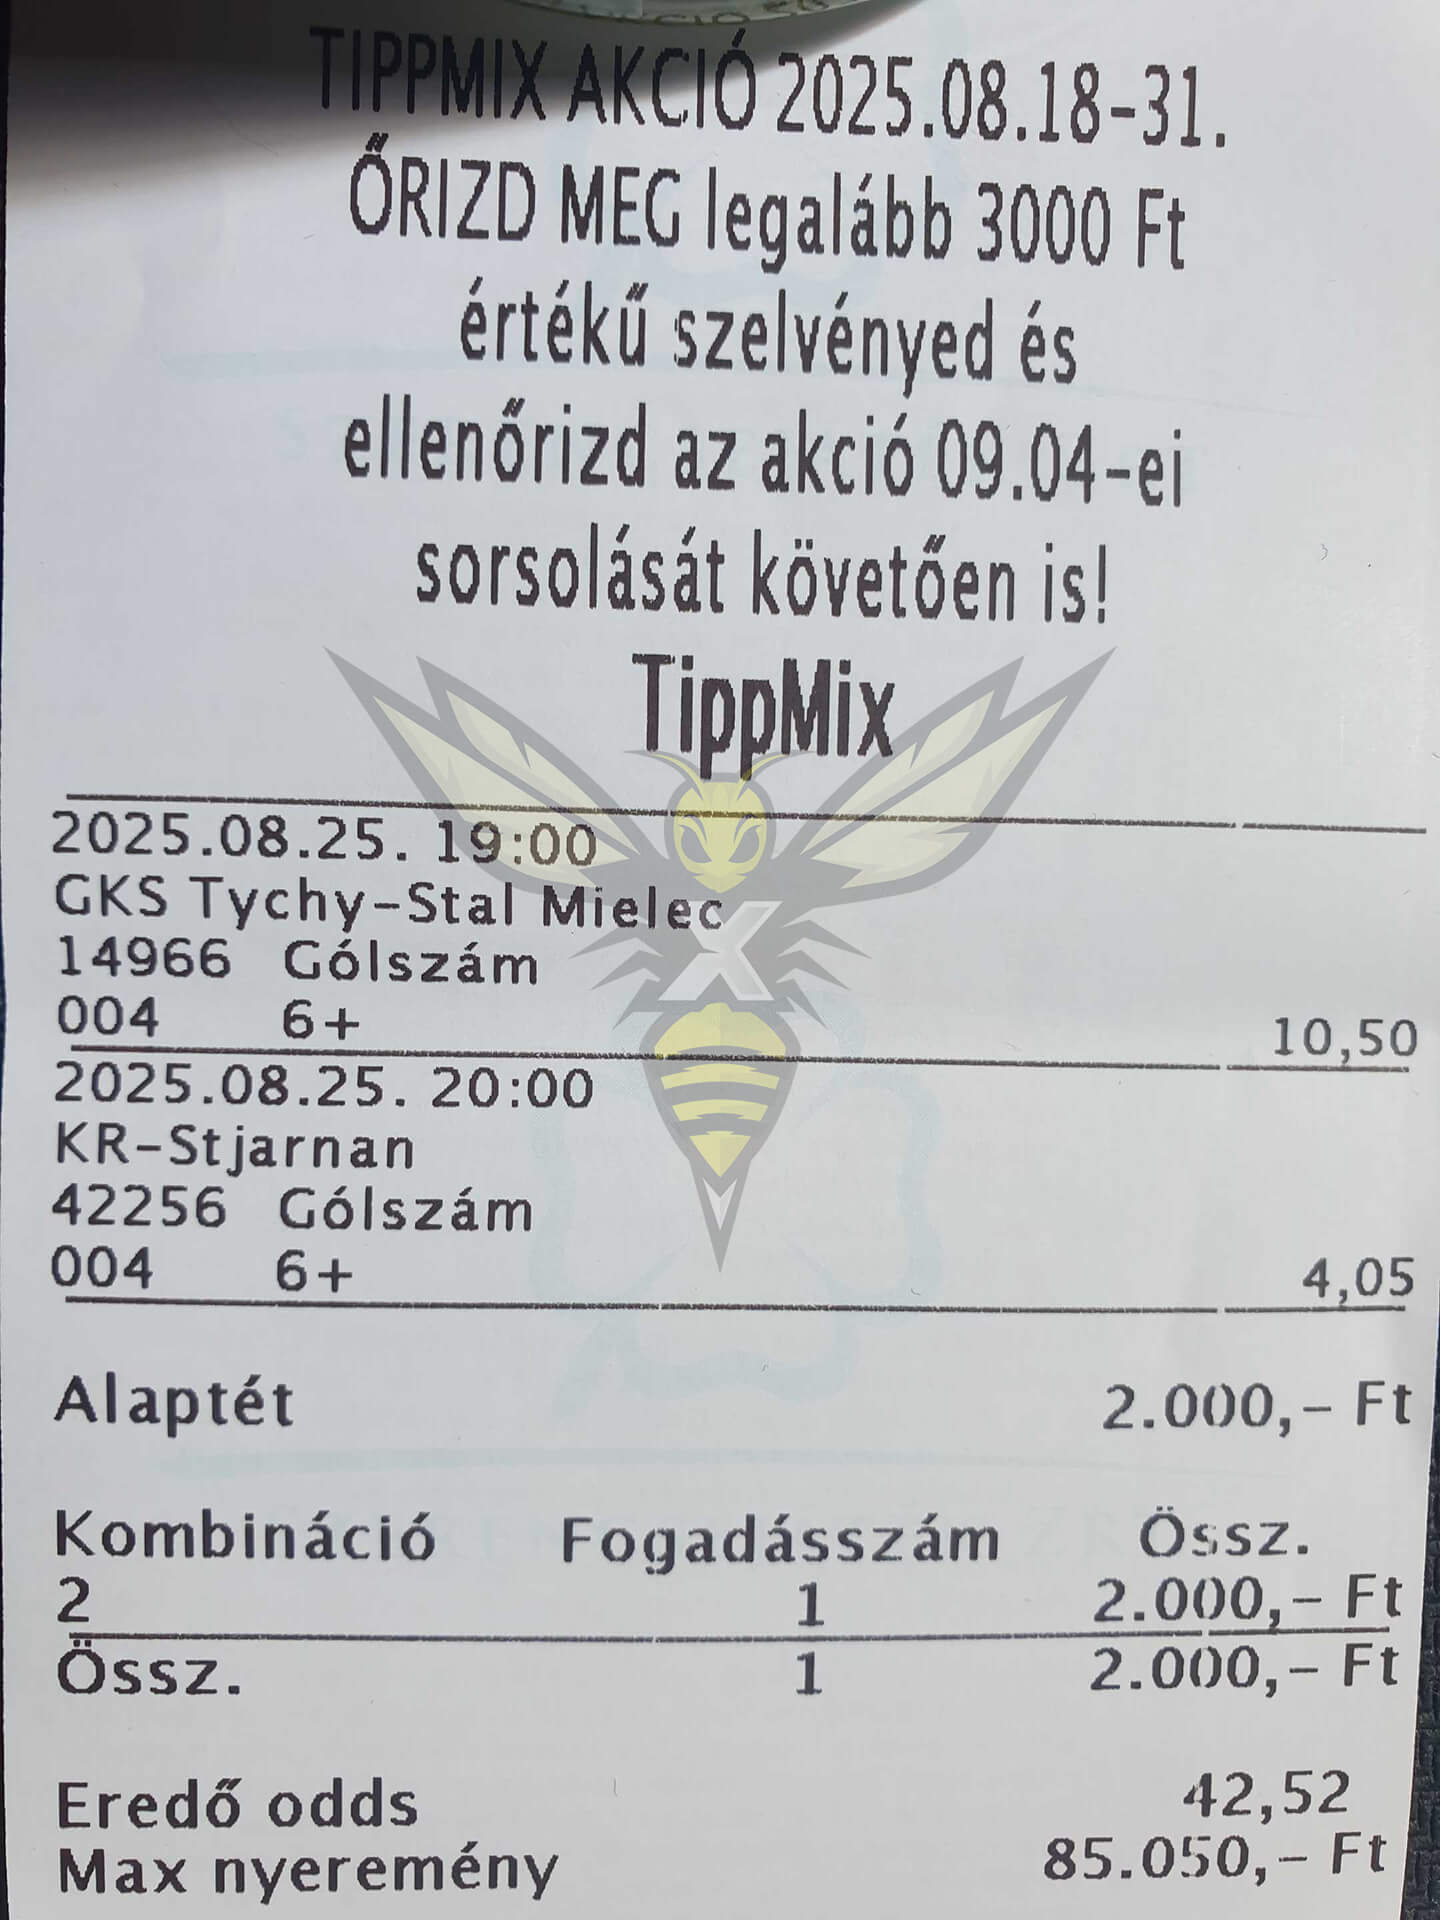 TIPPMIX AKCIÓ 2025.08.18-31.
ŐRIZD MEG legalább 3000 Ft
értékű szelvényed és
ellenőrizd az akció 09.04-ei
sorsolását követően is!
TippMix
2025.08.25. 19:00
GKS Tychy-Stal Mielec
14966 Gólszám
004 6+ 10,50
2025.08.25. 20:00
KR-Stjarnan
42256 Gólszám
004 6+ 4,05
Alaptét 2.000,- Ft
Kombináció Fogadásszám Össz.
2 1 2.000,- Ft
Össz. 1 2.000,- Ft
Eredő odds 42,52
Max nyeremény 85.050,- Ft
X